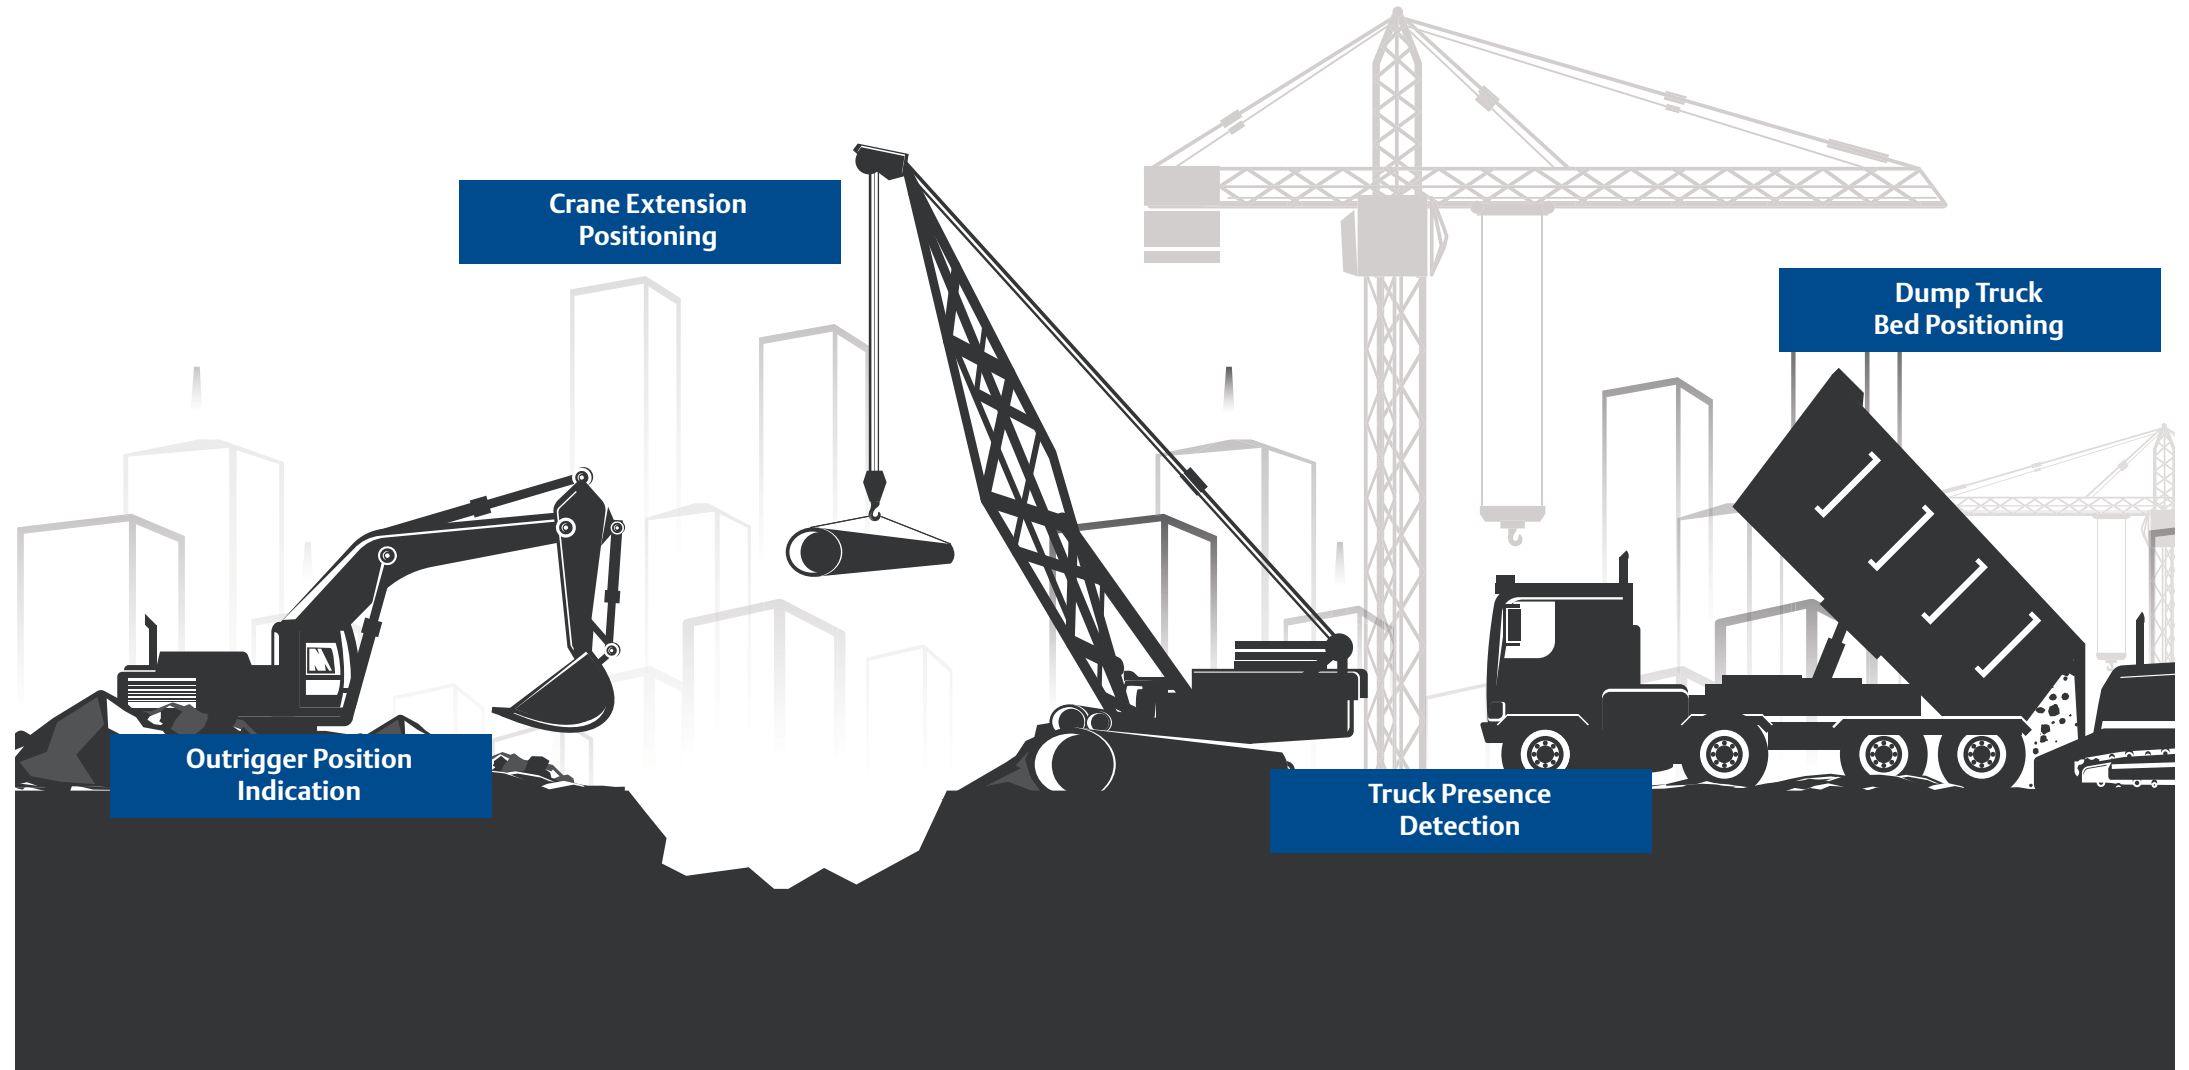 Crane Extension
Positioning
Dump Truck
Bed Positioning
Outrigger Position
Indication
Truck Presence
Detection